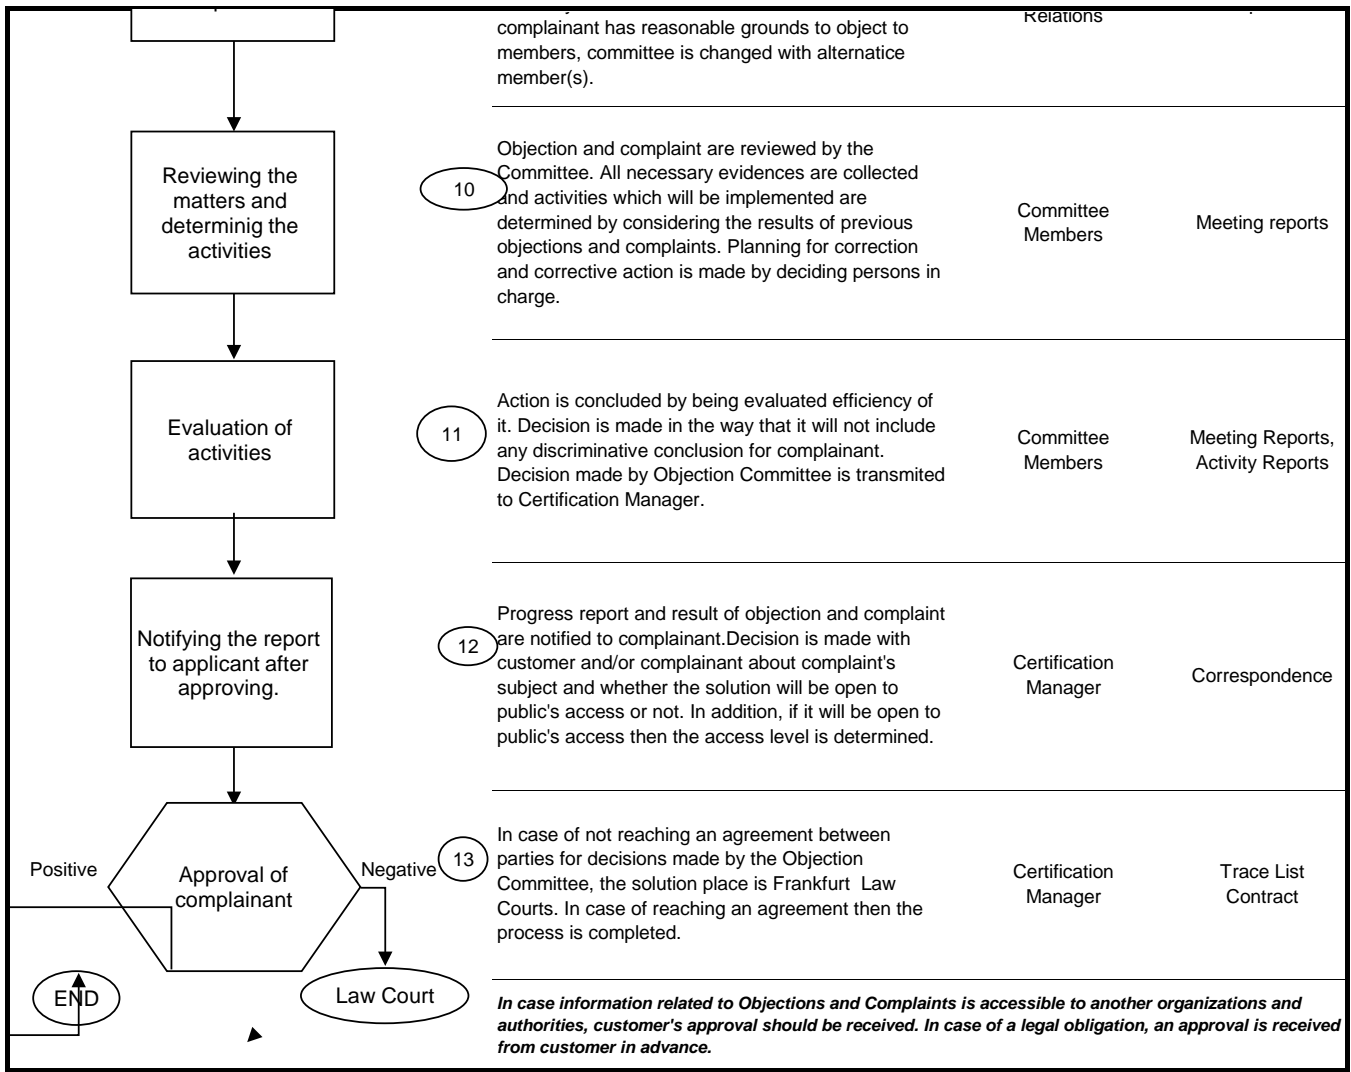 complainant has reasonable grounds to object to
members, committee is changed with alternatice
member(s).
Relations
Reviewing the
matters and
determinig the
activities
10
Objection and complaint are reviewed by the
Committee. All necessary evidences are collected
and activities which will be implemented are
determined by considering the results of previous
objections and complaints. Planning for correction
and corrective action is made by deciding persons in
charge.
Committee
Members
Meeting reports
Evaluation of
activities
11
Action is concluded by being evaluated efficiency of
it. Decision is made in the way that it will not include
any discriminative conclusion for complainant.
Decision made by Objection Committee is transmited
to Certification Manager.
Committee
Members
Meeting Reports,
Activity Reports
Notifying the report
to applicant after
approving.
12
Progress report and result of objection and complaint
are notified to complainant.Decision is made with
customer and/or complainant about complaint's
subject and whether the solution will be open to
public's access or not. In addition, if it will be open to
public's access then the access level is determined.
Certification
Manager
Correspondence
Positive
Approval of
complainant
Negative
13
In case of not reaching an agreement between
parties for decisions made by the Objection
Committee, the solution place is Frankfurt  Law
Courts. In case of reaching an agreement then the
process is completed.
Certification
Manager
Trace List
Contract
END
Law Court
In case information related to Objections and Complaints is accessible to another organizations and
authorities, customer's approval should be received. In case of a legal obligation, an approval is received
from customer in advance.